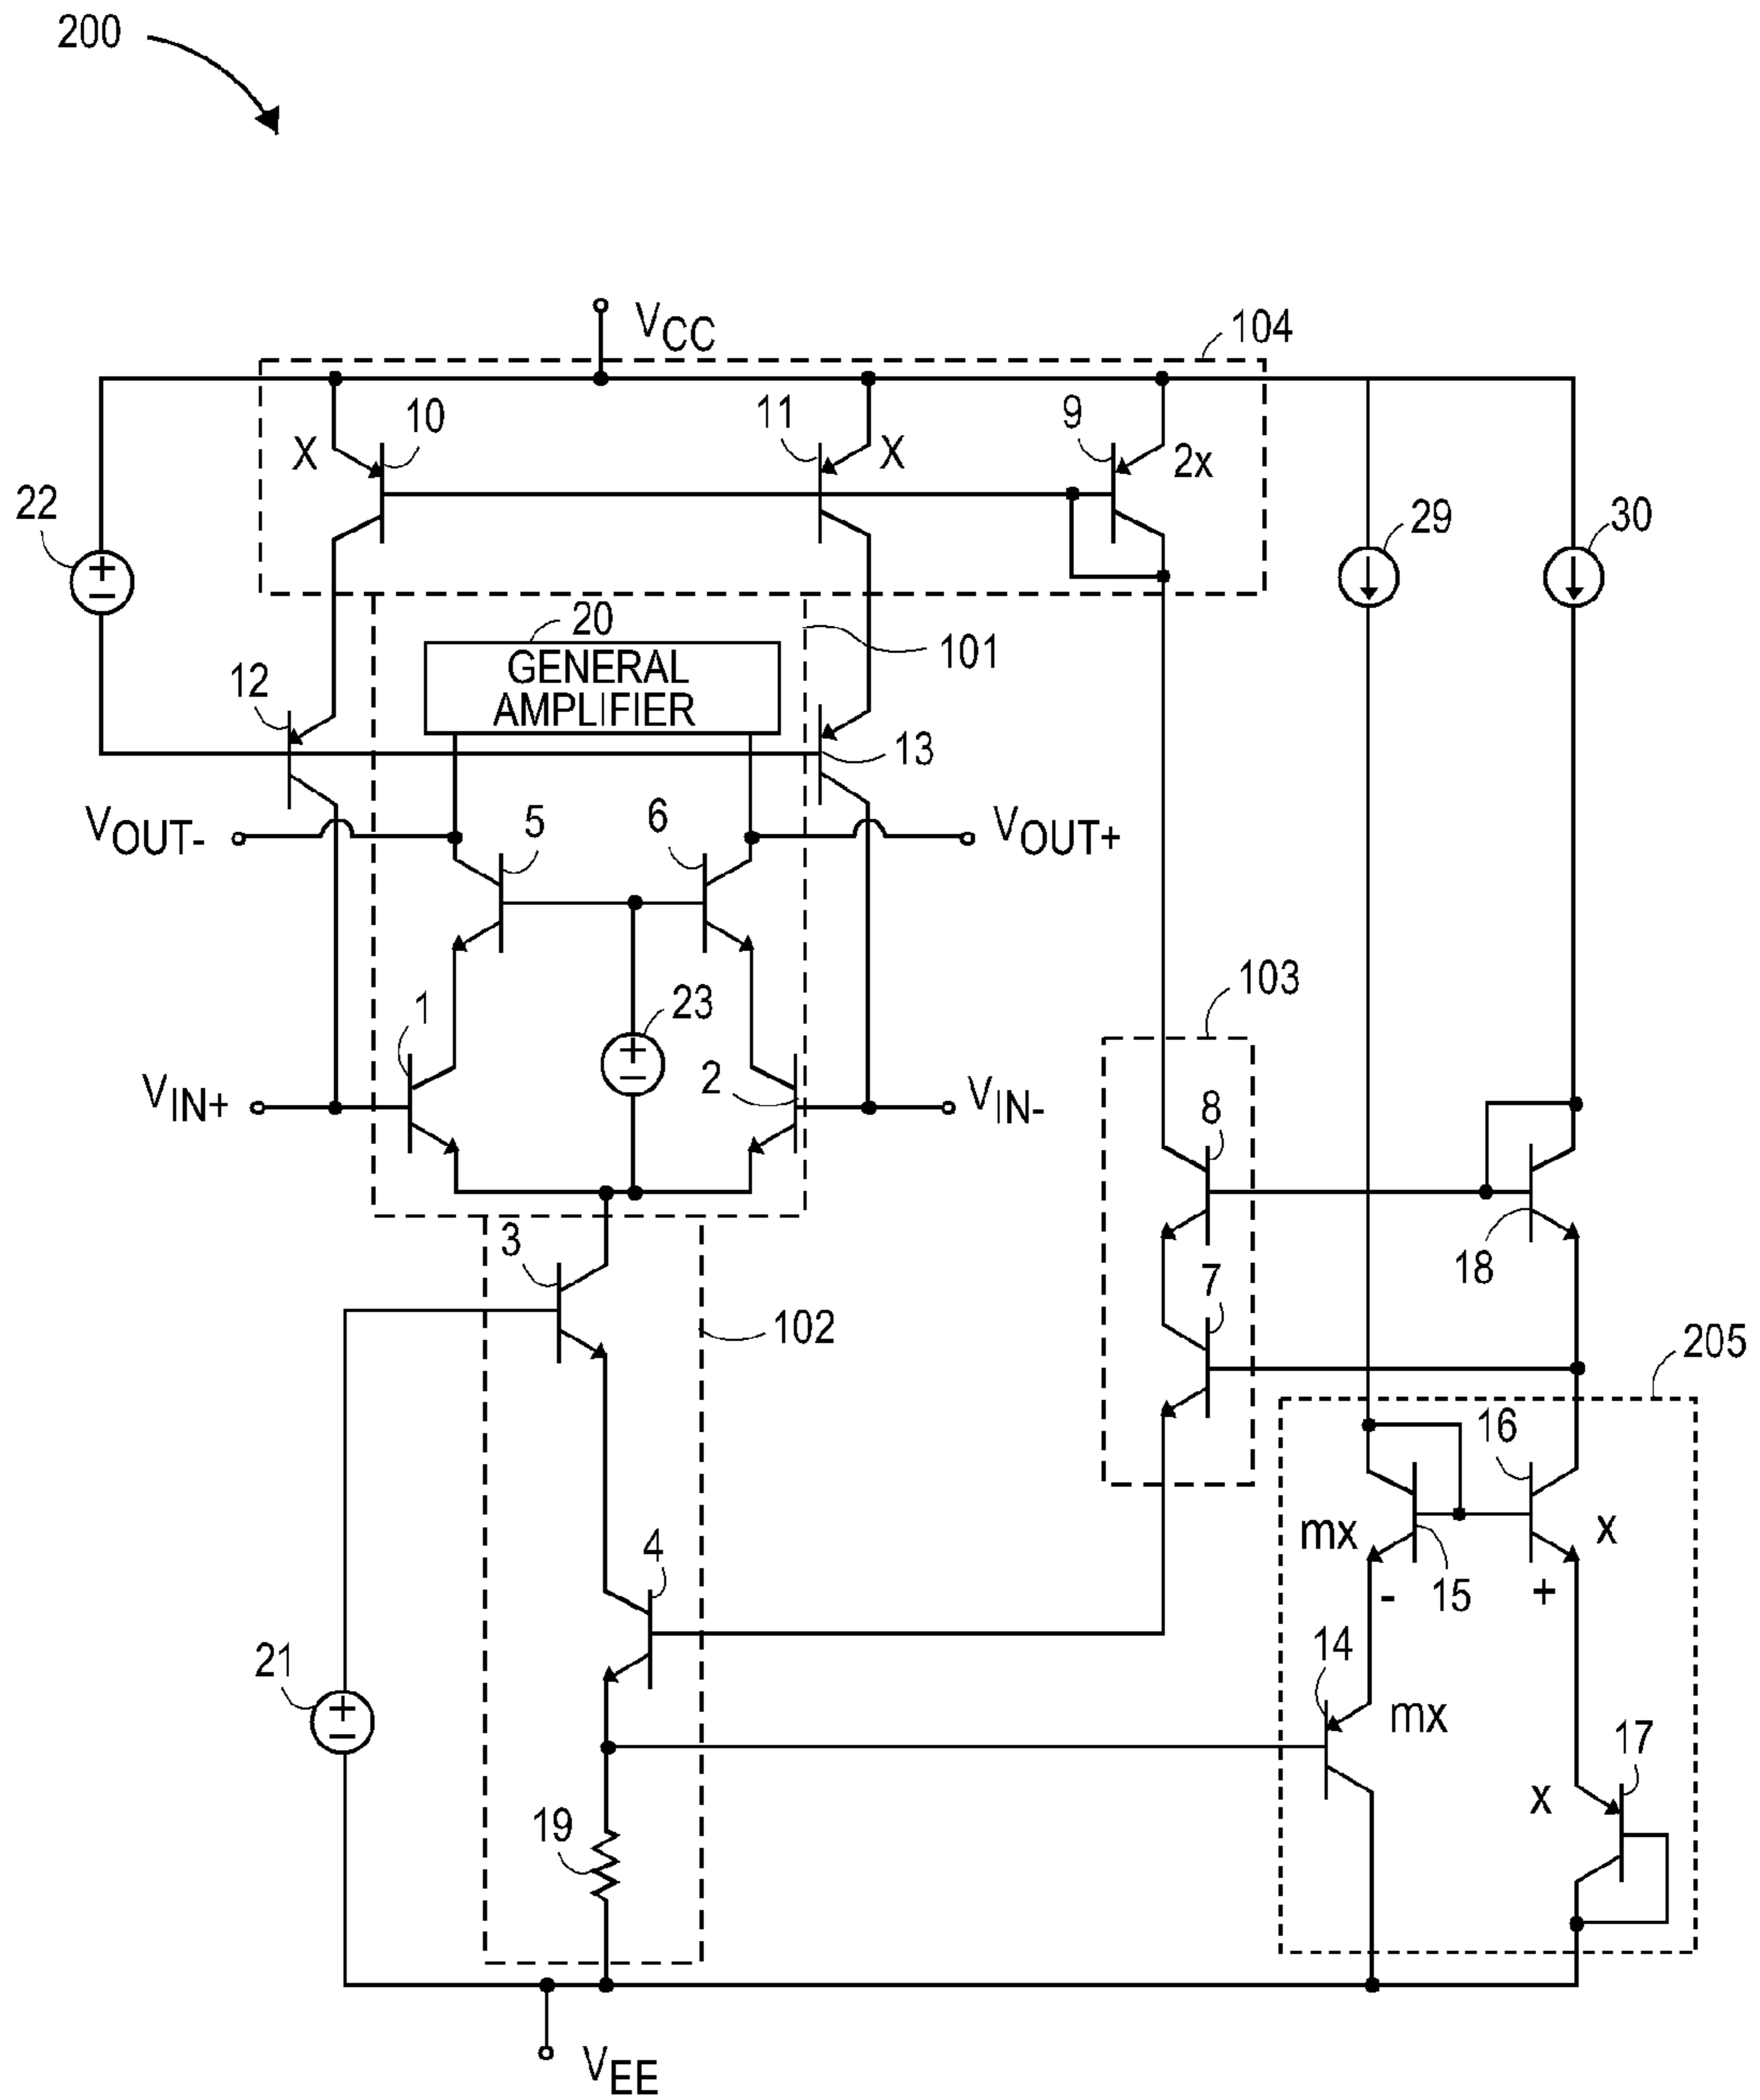 200
VCC
104
10
X
11
X
9
2x
22
29
30
20
GENERAL
AMPLIFIER
101
12
13
VOUT-
5
6
VOUT+
103
1
23
2
VIN+
VIN-
8
3
18
7
102
205
16
4
mx
x
15
-
+
14
21
mx
17
x
19
VEE